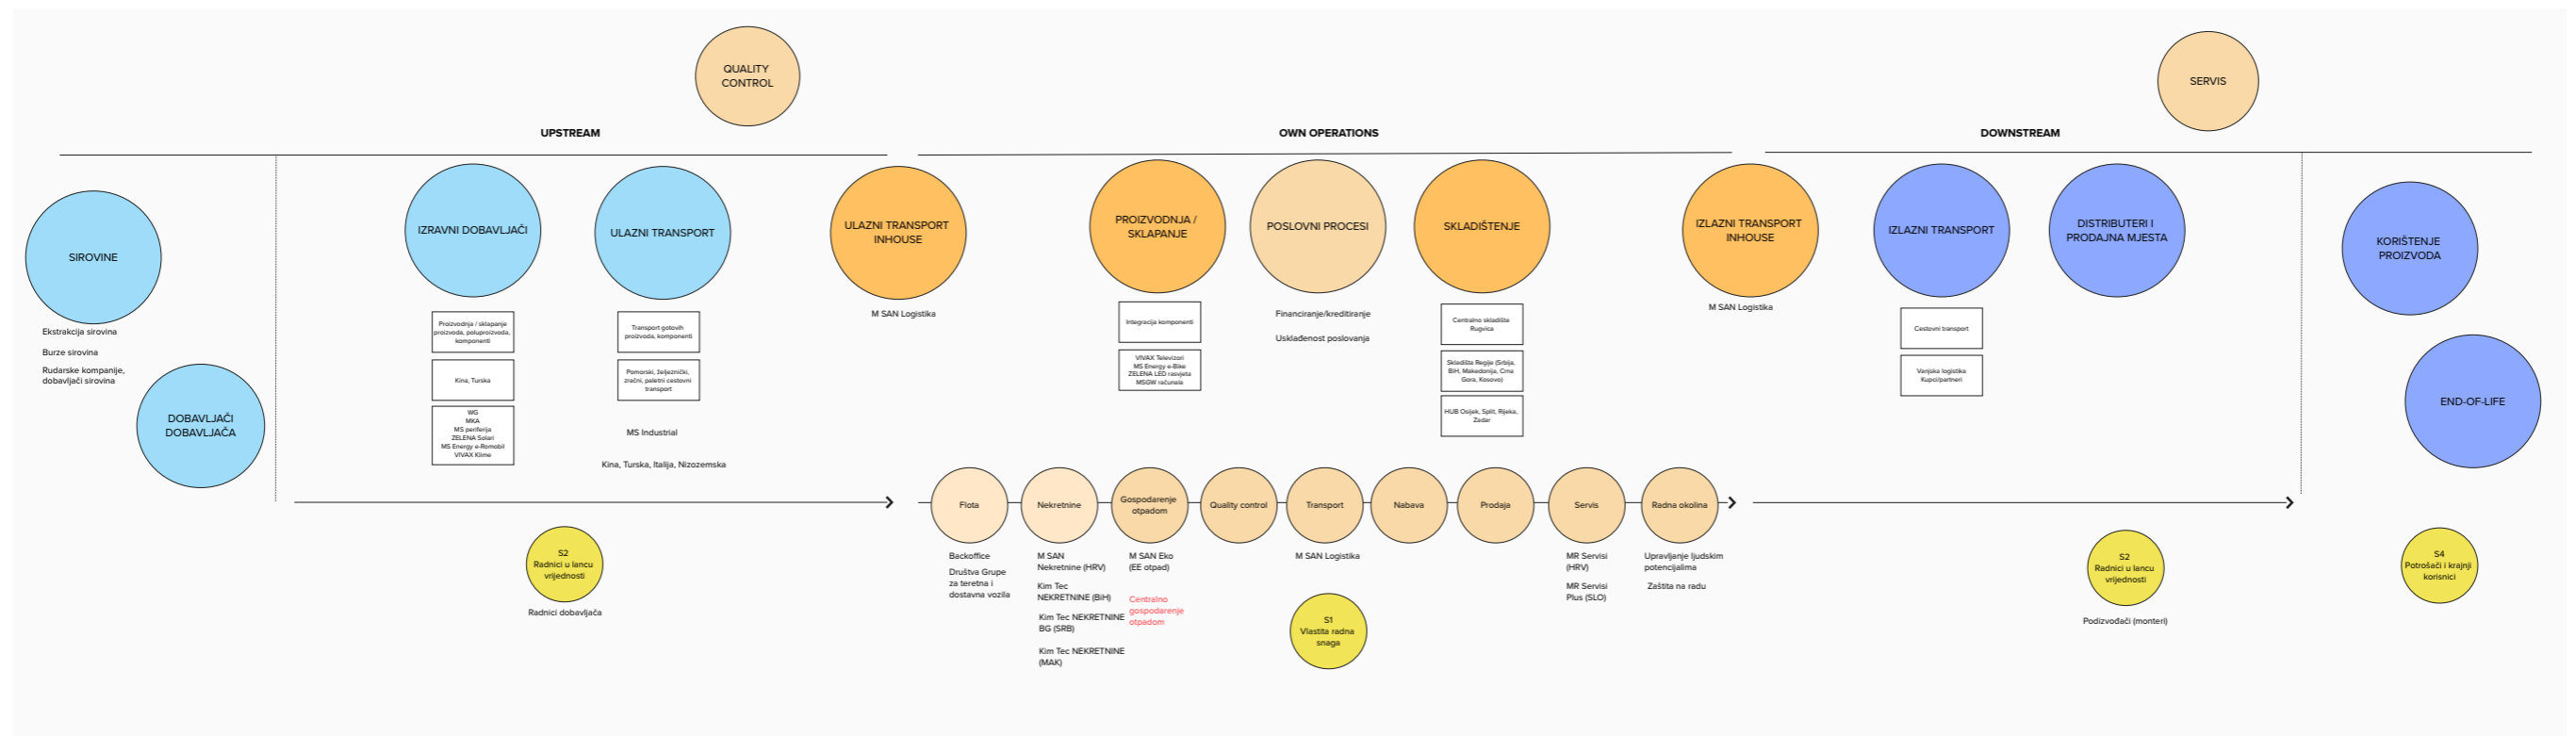 QUALITY
CONTROL
SERVIS
UPSTREAM
OWN OPERATIONS
DOWNSTREAM
SIROVINE
Ekstrakcija sirovina
Burze sirovina
Rudarske kompanije,
dobavljači sirovina
DOBAVLJAČI
DOBAVLJAČA
IZRAVNI DOBAVLJAČI
Proizvodnja / sklapanje
proizvoda, poluproizvoda,
komponenti
Kina, Turska
WG
MKA
MS periferija
ZELENA Solari
MS Energy e-Romobil
VIVAX Klime
ULAZNI TRANSPORT
Transport gotovih
proizvoda, komponenti
Pomorski, željeznički,
zračni, paletni cestovni
transport
MS Industrial
Kina, Turska, Italija, Nizozemska
ULAZNI TRANSPORT
INHOUSE
M SAN Logistika
PROIZVODNJA /
SKLAPANJE
Integracija komponenti
VIVAX Televizori
MS Energy e-Bike
ZELENA LED rasvjeta
MSGW računala
POSLOVNI PROCESI
Financiranje/kreditiranje
Usklađenost poslovanja
SKLADIŠTENJE
Centralno skladište
Rugvica
Skladišta Regije (Srbija,
BiH, Makedonija, Crna
Gora, Kosovo)
HUB Osijek, Split, Rijeka,
Zadar
IZLAZNI TRANSPORT
INHOUSE
M SAN Logistika
IZLAZNI TRANSPORT
Cestovni transport
Vanjska logistika
Kupci/partneri
DISTRIBUTERI I
PRODAJNA MJESTA
KORIŠTENJE
PROIZVODA
END-OF-LIFE
Flota
Backoffice
Društva Grupe
za teretna i
dostavna vozila
Nekretnine
M SAN
Nekretnine (HRV)
Kim Tec
NEKRETNINE (BiH)
Kim Tec NEKRETNINE
BG (SRB)
Kim Tec NEKRETNINE
(MAK)
Gospodarenje
otpadom
M SAN Eko
(EE otpad)
Centralno
gospodarenje
otpadom
Quality control
Transport
M SAN Logistika
Nabava
Prodaja
Servis
MR Servisi
(HRV)
MR Servisi
Plus (SLO)
Radna okolina
Upravljanje ljudskim
potencijalima
Zaštita na radu
S2
Radnici u lancu
vrijednosti
Radnici dobavljača
S1
Vlastita radna
snaga
S2
Radnici u lancu
vrijednosti
Podizvođači (monteri)
S4
Potrošači i krajnji
korisnici